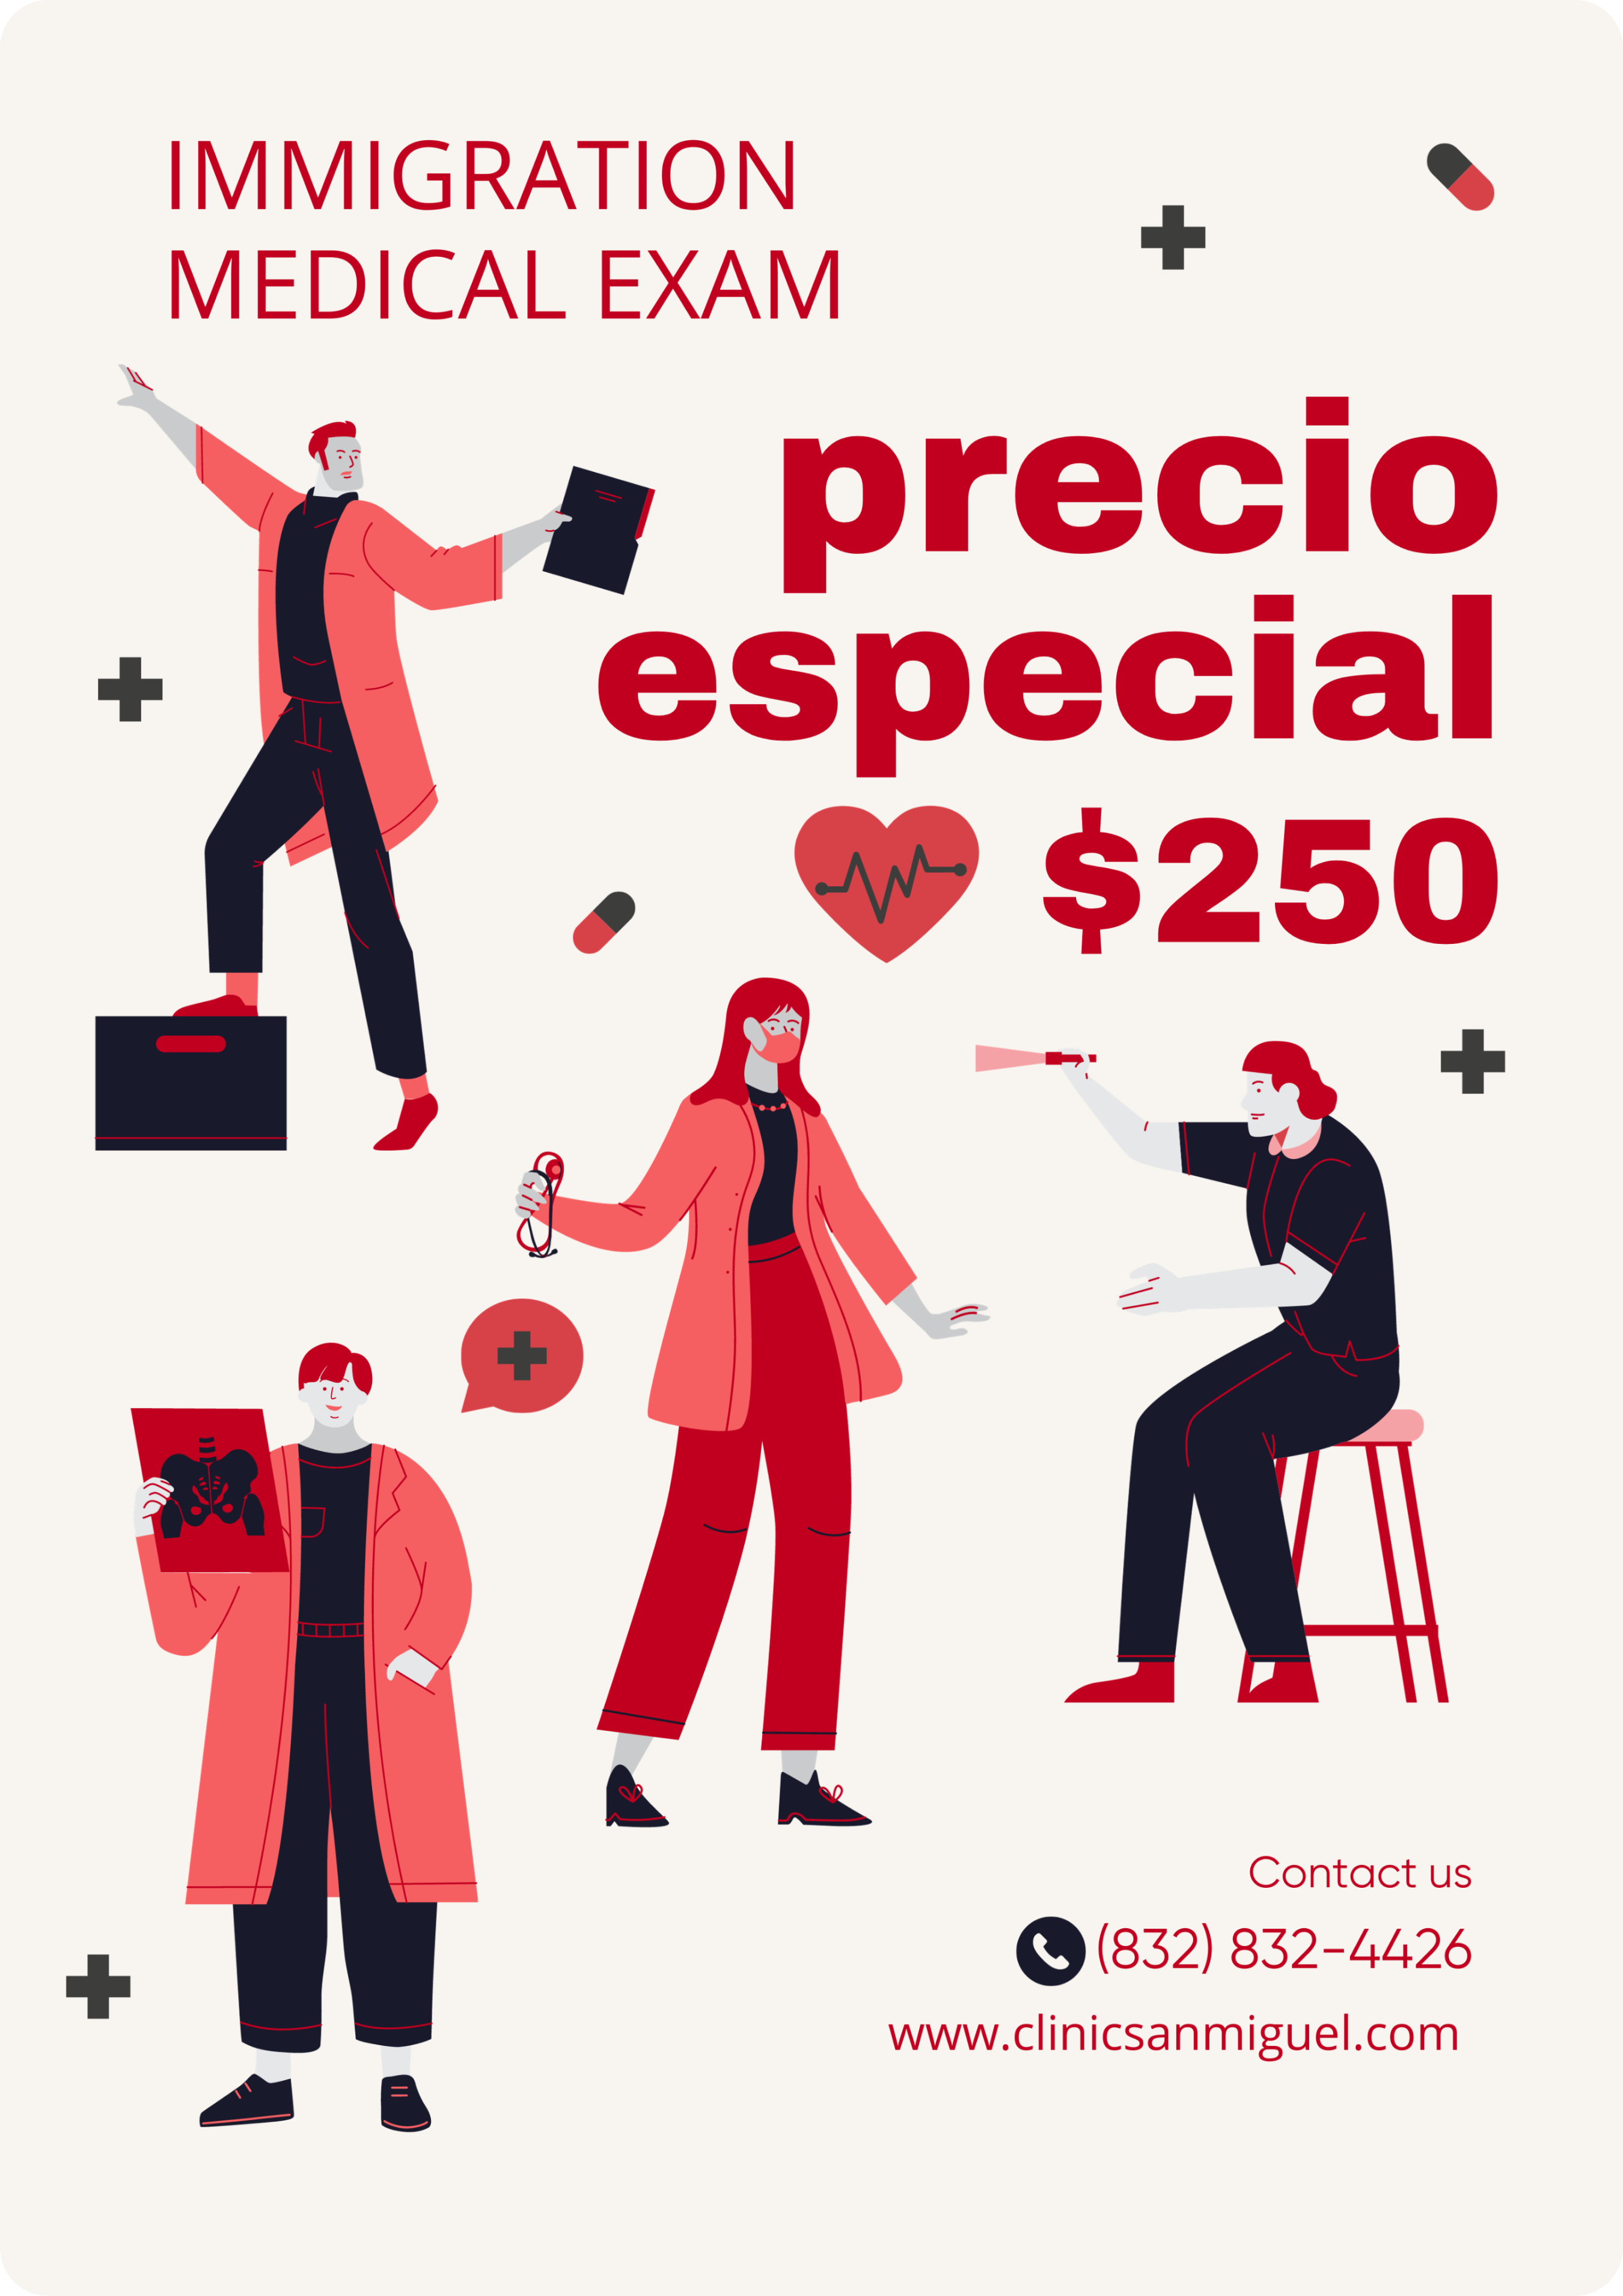 IMMIGRATION
MEDICAL EXAM
precio
especial
$250
Contact us
(832) 832-4426
www.clinicsanmiguel.com